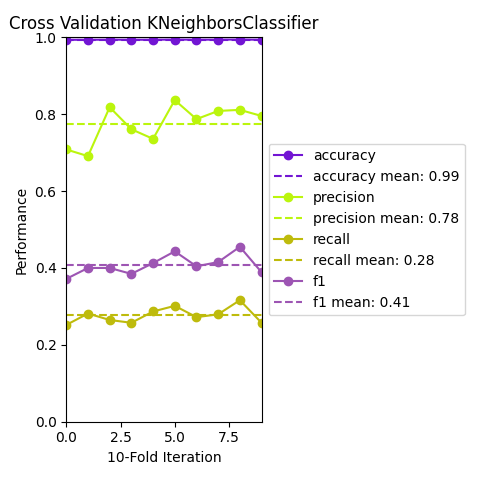 Cross Validation KNeighborsClassifier
1.0
0.8
0.6
0.4
0.2
0.0
Performance
0.0 2.5 5.0 7.5
10-Fold Iteration
accuracy
accuracy mean: 0.99
precision
precision mean: 0.78
recall
recall mean: 0.28
f1
f1 mean: 0.41